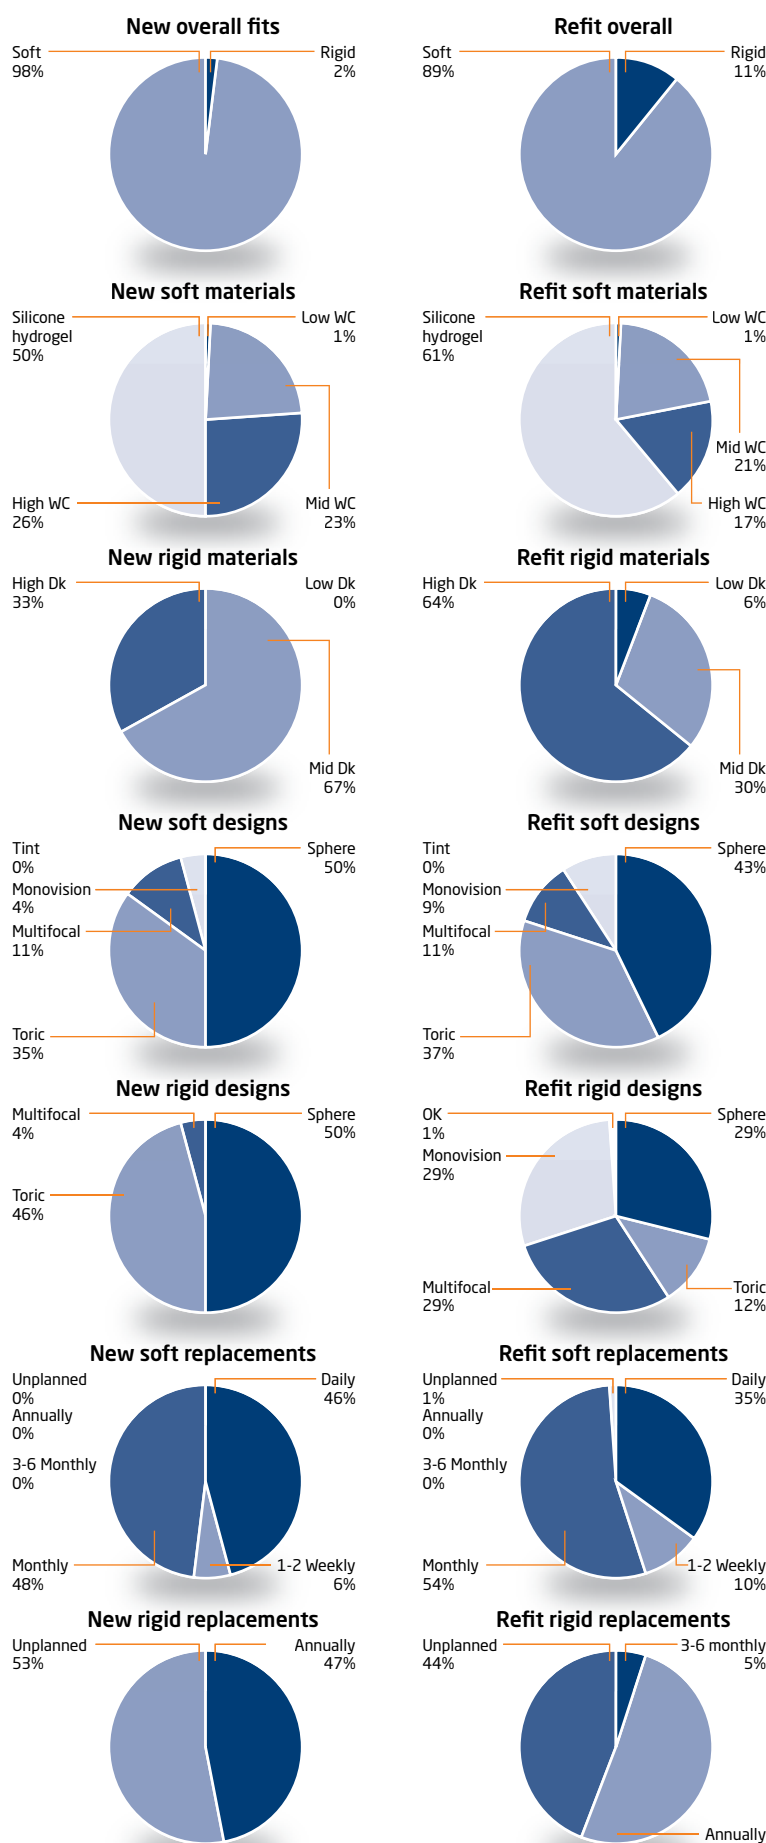 New overall fits
Soft
98%
Rigid
2%
Refit overall
Soft
89%
Rigid
11%
New soft materials
Silicone
hydrogel
50%
Low WC
1%
High WC
26%
Mid WC
23%
Refit soft materials
Silicone
hydrogel
61%
Low WC
1%
Mid WC
21%
High WC
17%
New rigid materials
High Dk
33%
Low Dk
0%
Mid Dk
67%
Refit rigid materials
High Dk
64%
Low Dk
6%
Mid Dk
30%
New soft designs
Tint
0%
Monovision
4%
Multifocal
11%
Toric
35%
Sphere
50%
Refit soft designs
Tint
0%
Monovision
9%
Multifocal
11%
Toric
37%
Sphere
43%
New rigid designs
Multifocal
4%
Toric
46%
Sphere
50%
Refit rigid designs
OK
1%
Monovision
29%
Multifocal
29%
Sphere
29%
Toric
12%
New soft replacements
Unplanned
0%
Annually
0%
3-6 Monthly
0%
Monthly
48%
Daily
46%
1-2 Weekly
6%
Refit soft replacements
Unplanned
1%
Annually
0%
3-6 Monthly
0%
Monthly
54%
Daily
35%
1-2 Weekly
10%
New rigid replacements
Unplanned
53%
Annually
47%
Refit rigid replacements
Unplanned
44%
3-6 monthly
5%
Annually